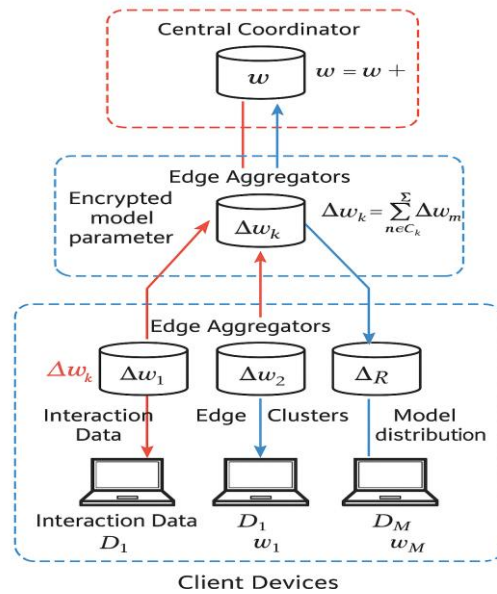 Central Coordinator
w
w = w +
Edge Aggregators
Encrypted
model
parameter
Δw_k
Δw_k = Σ Σ n∈C_k Δw_m
Edge Aggregators
Δw_k
Δw_1
Δw_2
Δ_R
Interaction
Data
Edge Clusters
Model
distribution
Interaction Data
D_1
D_1
w_1
D_M
w_M
Client Devices